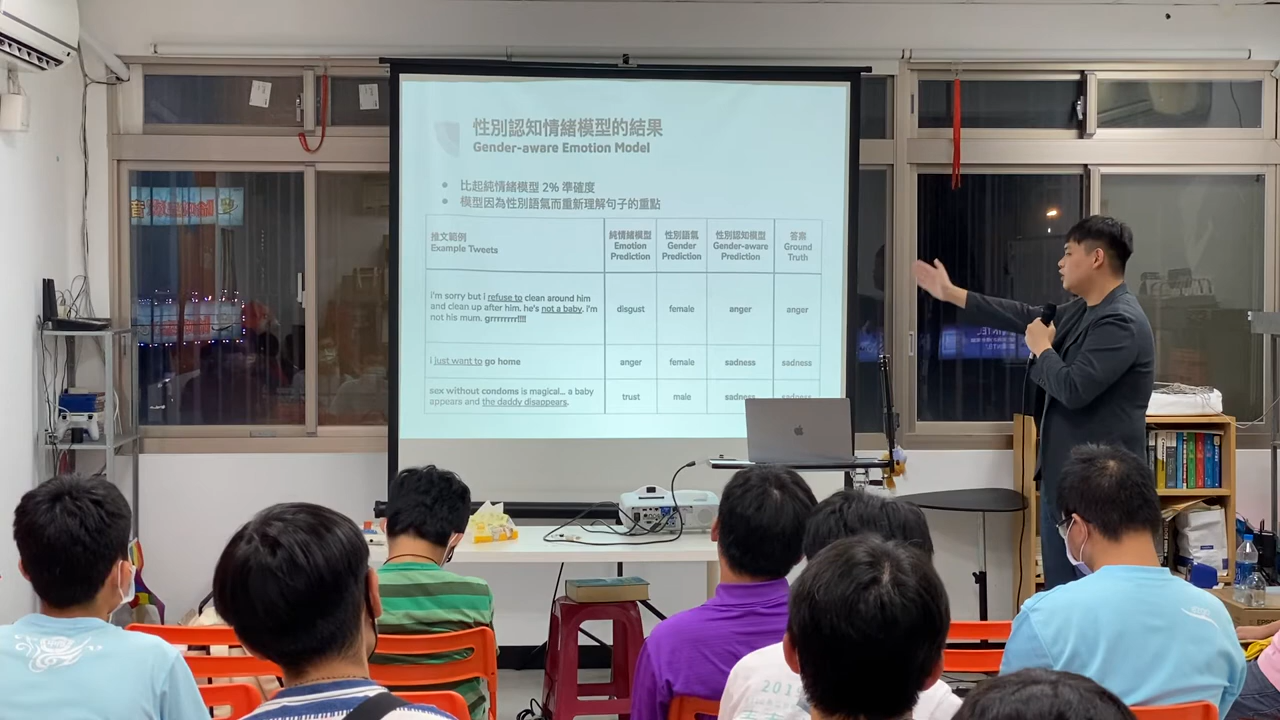 性別認知情緒模型的結果
Gender-aware Emotion Model
比起純情緒模型 2% 準確度
模型因為性別語氣而重新理解句子的重點
推文範例
Example Tweets
純情緒模型
Emotion
Prediction
性別語氣
Gender
Prediction
性別認知模型
Gender-aware
Prediction
答案
Ground
Truth
i'm sorry but I refuse to clean around him
and clean up after him. he's not a baby. I'm
not his mum. grrrrrrrr!!!!
disgust
female
anger
anger
I just want to go home
anger
female
sadness
sadness
sex without condoms is magical... a baby
appears and the daddy disappears.
trust
male
sadness
sadness
2019